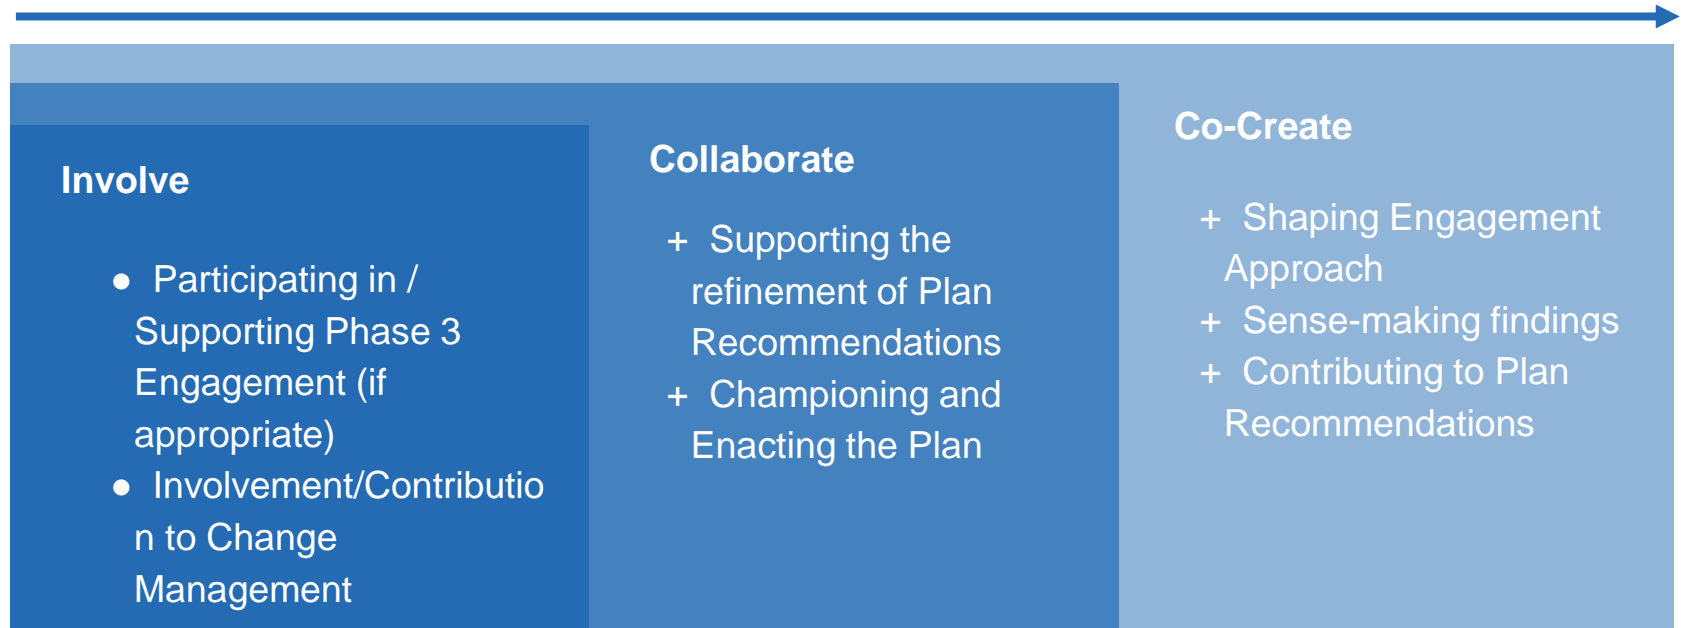 Involve
● Participating in /
Supporting Phase 3
Engagement (if
appropriate)
● Involvement/Contributio
n to Change
Management
Collaborate
+ Supporting the
refinement of Plan
Recommendations
+ Championing and
Enacting the Plan
Co-Create
+ Shaping Engagement
Approach
+ Sense-making findings
+ Contributing to Plan
Recommendations